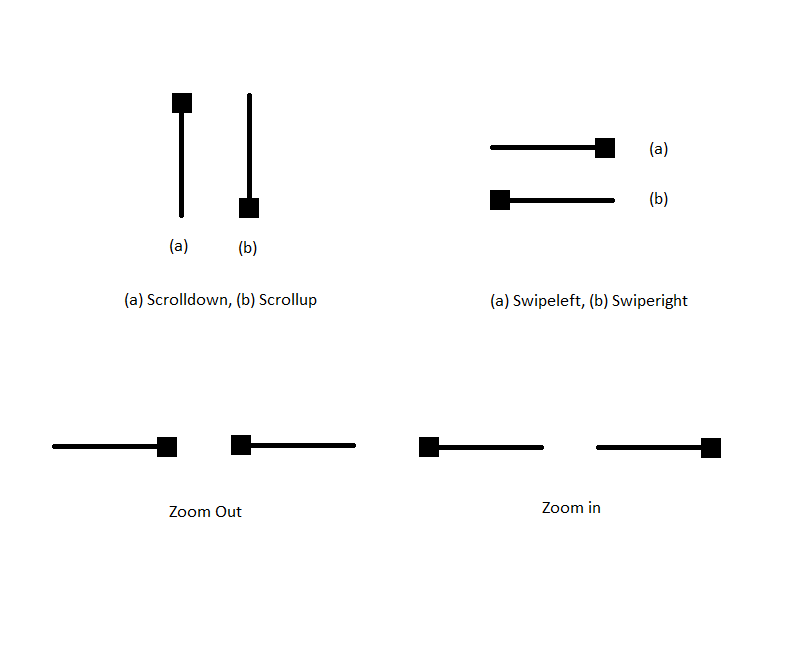 (a)
(b)
(a) (b)
(a) Scrolldown, (b) Scrollup
(a) Swipeleft, (b) Swiperight
Zoom Out
Zoom in